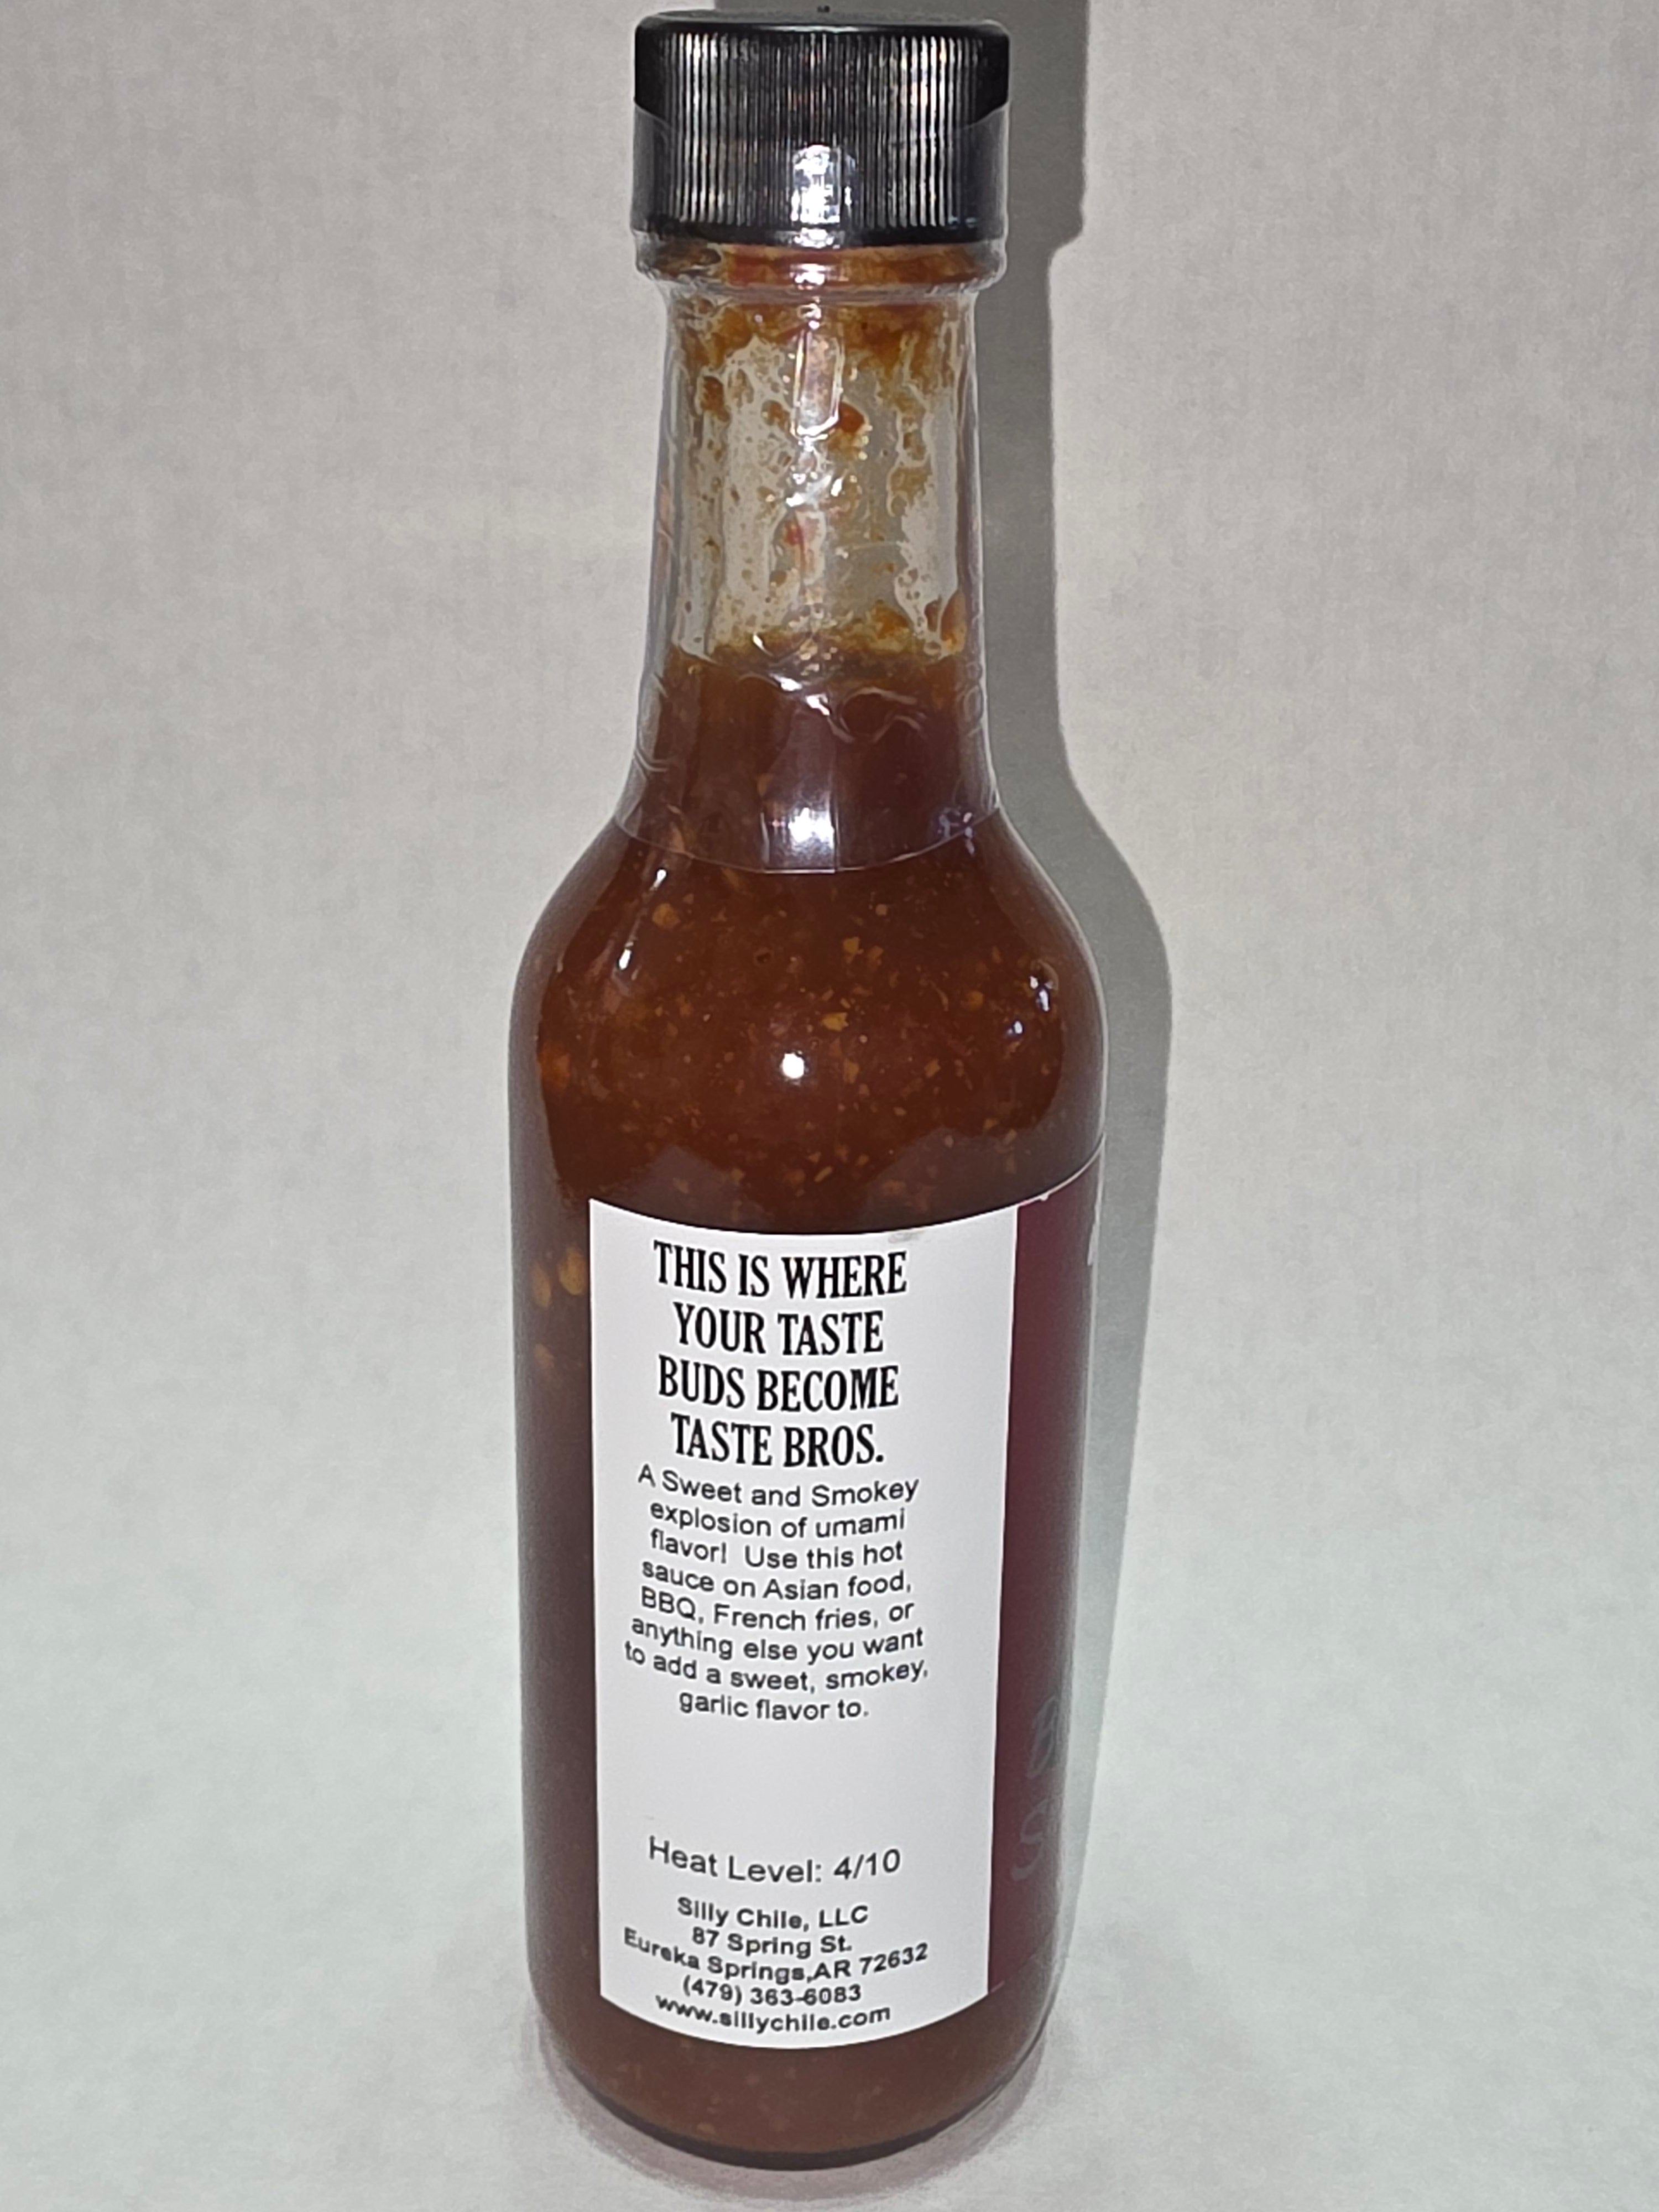 THIS IS WHERE
YOUR TASTE
BUDS BECOME
TASTE BROS.
A Sweet and Smokey
explosion of umami
flavor! Use this hot
sauce on Asian food,
BBQ, French fries, or
anything else you want
to add a sweet, smokey,
garlic flavor to.
Heat Level: 4/10
Silly Chile, LLC
87 Spring St.
Eureka Springs,AR 72632
(479) 363-6083
www.sillychile.com